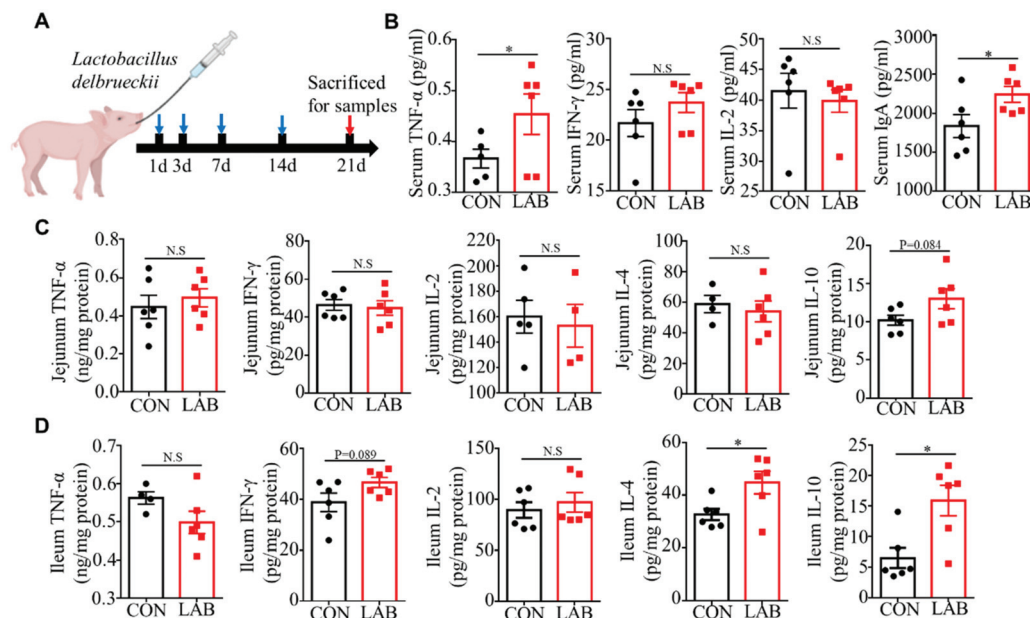 A
Lactobacillus
delbrueckii
Sacrificed
for samples
1d 3d 7d 14d 21d
B
Serum TNF-α (pg/ml)
0.6
0.5
0.4
0.3
*
CON LAB
Serum IFN-γ (pg/ml)
30
25
20
15
N.S
CON LAB
Serum IL-2 (pg/ml)
50
45
40
35
30
25
N.S
CON LAB
Serum IgA (pg/ml)
3000
2500
2000
1500
1000
*
CON LAB
C
Jejunum TNF-α
(ng/mg protein)
0.8
0.6
0.4
0.2
0.0
N.S
CON LAB
Jejunum IFN-γ
(pg/mg protein)
80
60
40
20
0
N.S
CON LAB
Jejunum IL-2
(pg/mg protein)
220
200
180
160
140
120
100
N.S
CON LAB
Jejunum IL-4
(pg/mg protein)
100
80
60
40
20
0
N.S
CON LAB
Jejunum IL-10
(pg/mg protein)
20
15
10
5
0
P=0.084
CON LAB
D
Ileum TNF-α
(ng/mg protein)
0.7
0.6
0.5
0.4
0.3
N.S
CON LAB
Ileum IFN-γ
(pg/mg protein)
60
40
20
0
P=0.089
CON LAB
Ileum IL-2
(pg/mg protein)
150
100
50
0
N.S
CON LAB
Ileum IL-4
(pg/mg protein)
60
40
20
0
*
CON LAB
Ileum IL-10
(pg/mg protein)
25
20
15
10
5
0
*
CON LAB